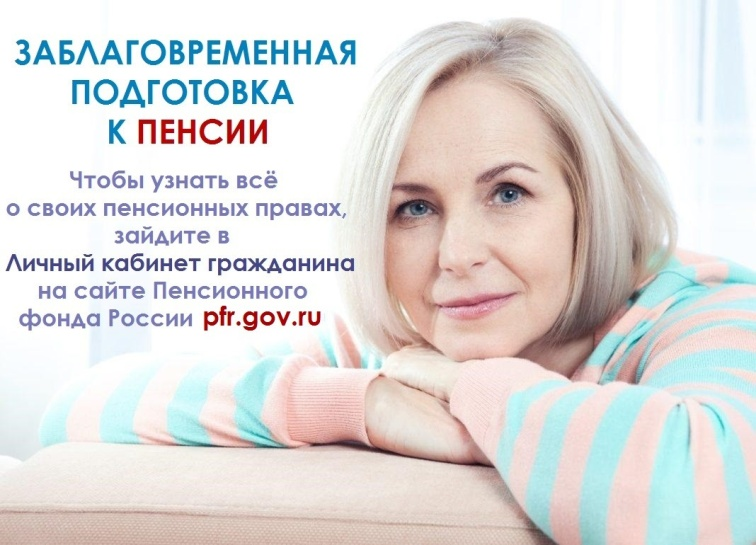 ЗАБЛАГОВРЕМЕННАЯ
ПОДГОТОВКА
К ПЕНСИИ
Чтобы узнать всё
о своих пенсионных правах,
зайдите в
Личный кабинет гражданина
на сайте Пенсионного
фонда России pfr.gov.ru